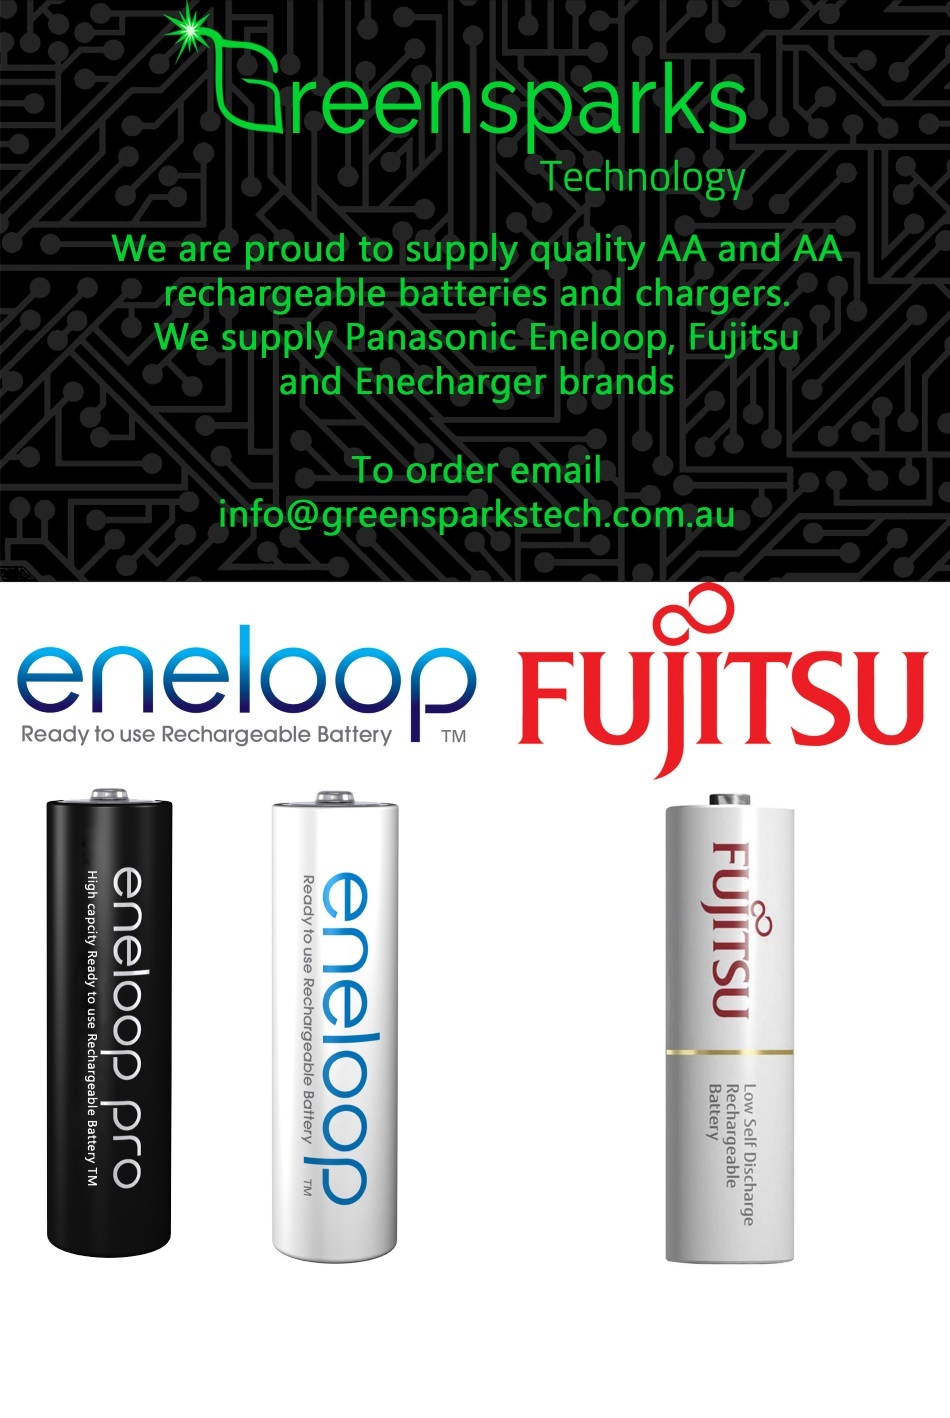 Greensparks
Technology
We are proud to supply quality AA and AA
rechargeable batteries and chargers.
We supply Panasonic Eneloop, Fujitsu
and Enecharger brands
To order email
info@greensparkstech.com.au
eneloop
Ready to use Rechargeable Battery TM
FUJITSU
eneloop pro
High capcity Ready to use Rechargeable Battery TM
eneloop
Ready to use Rechargeable Battery TM
FUJITSU
Low Self Discharge
Rechargeable
Battery